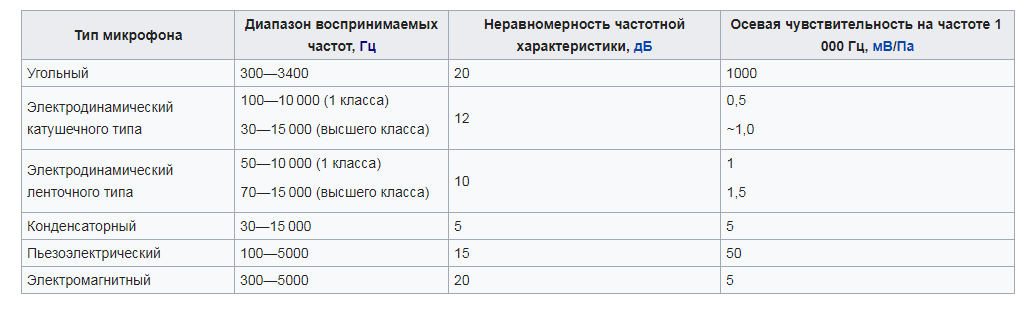 Тип микрофона
Диапазон воспринимаемых
частот, Гц
Неравномерность частотной
характеристики, дБ
Осевая чувствительность на частоте 1
000 Гц, мВ/Па
Угольный
300—3400
20
1000
Электродинамический
катушечного типа
100—10 000 (1 класса)
30—15 000 (высшего класса)
12
0,5
~1,0
Электродинамический
ленточного типа
50—10 000 (1 класса)
70—15 000 (высшего класса)
10
1
1,5
Конденсаторный
30—15 000
5
5
Пьезоэлектрический
100—5000
15
50
Электромагнитный
300—5000
20
5